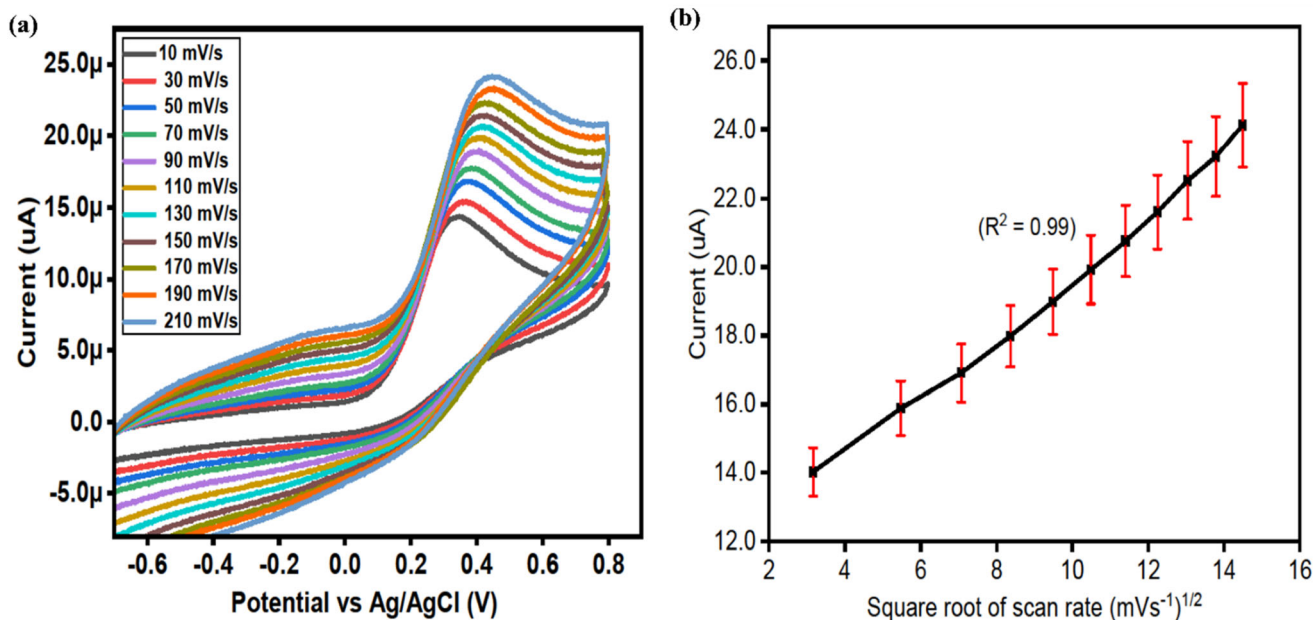 (a)
25.0µ
20.0µ
15.0µ
10.0µ
5.0µ
0.0
-5.0µ
Current (uA)
10 mV/s
30 mV/s
50 mV/s
70 mV/s
90 mV/s
110 mV/s
130 mV/s
150 mV/s
170 mV/s
190 mV/s
210 mV/s
-0.6 -0.4 -0.2 0.0 0.2 0.4 0.6 0.8
Potential vs Ag/AgCl (V)
(b)
26.0
24.0
22.0
20.0
18.0
16.0
14.0
12.0
Current (uA)
(R² = 0.99)
2 4 6 8 10 12 14 16
Square root of scan rate (mVs⁻¹)¹/²